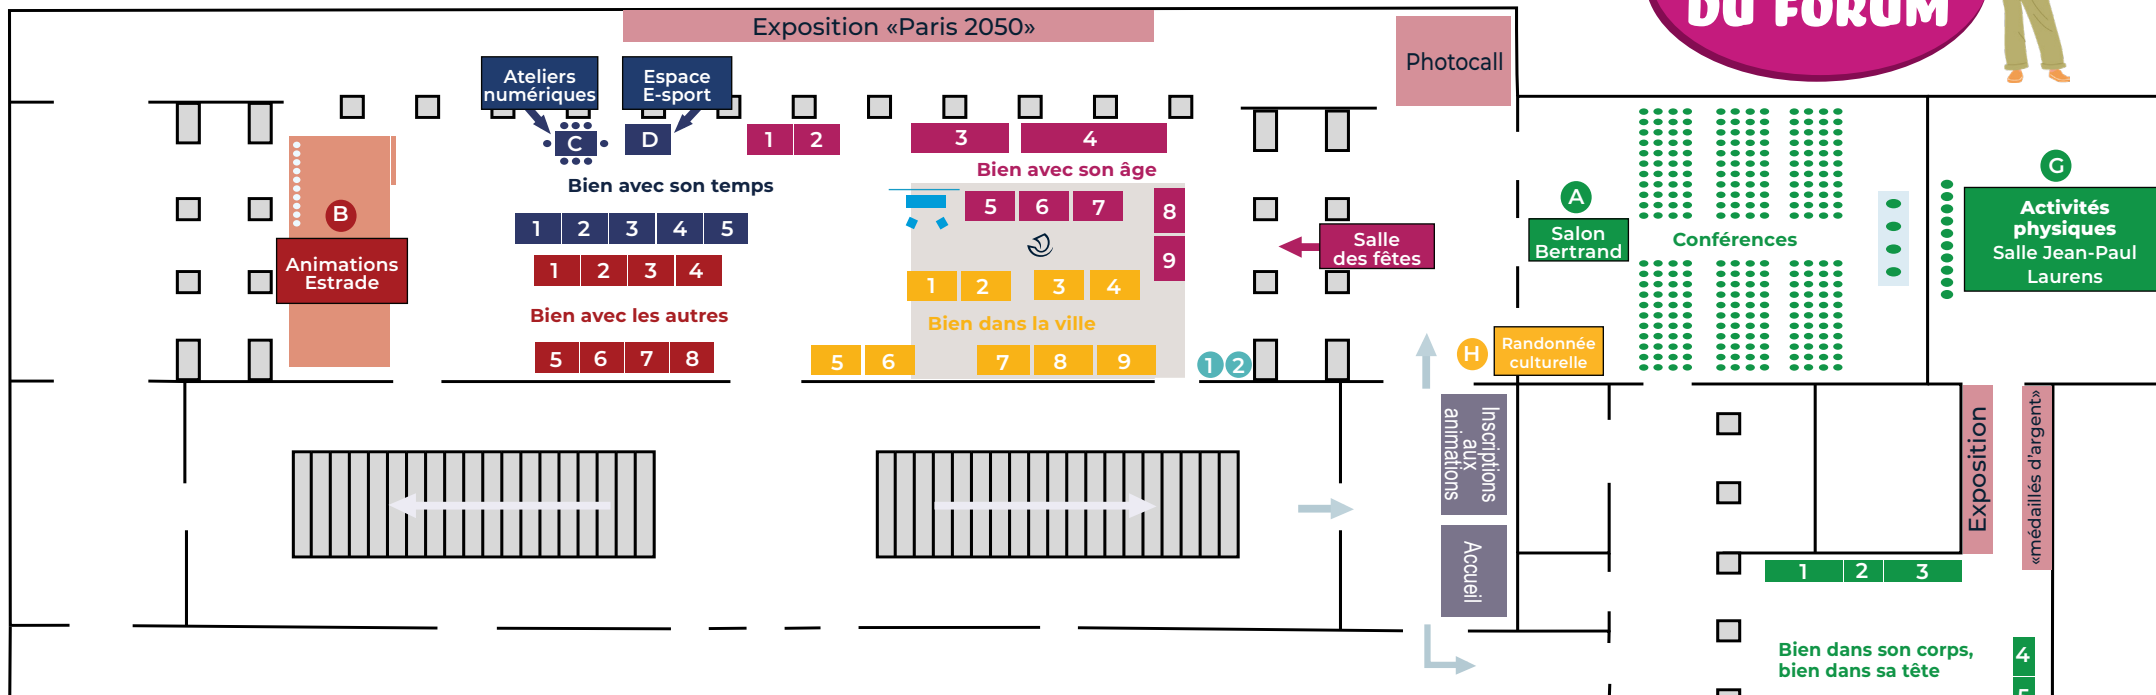 DU FORUM
Exposition «Paris 2050»
Photocall
Ateliers
numériques
Espace
E-sport
C
D
1 2
3
4
Bien avec son âge
Bien avec son temps
5 6 7
8
9
1 2 3 4 5
B
Animations
Estrade
1 2 3 4
Bien avec les autres
5 6 7 8
1 2 3 4
Bien dans la ville
5 6
7 8 9
1 2
Salle
des fêtes
A
Salon
Bertrand
Conférences
G
Activités
physiques
Salle Jean-Paul
Laurens
H
Randonnée
culturelle
Inscriptions
aux
animations
Accueil
Exposition
«médaillés d'argent»
1 2 3
Bien dans son corps,
bien dans sa tête
4
5